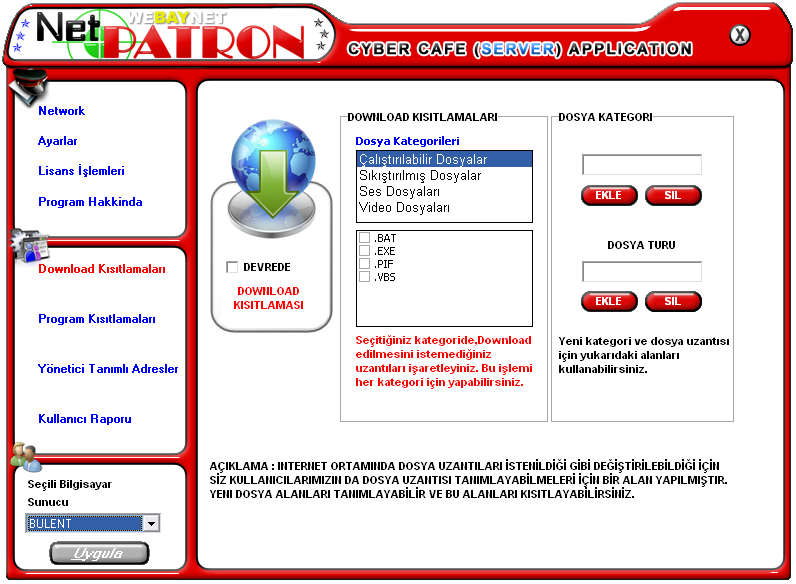 Net
WEBAYNET
PATRON
CYBER CAFE (SERVER) APPLICATION
X
Network
Ayarlar
Lisans İşlemleri
Program Hakkinda
Download Kısıtlamaları
Program Kısıtlamaları
Yönetici Tanımlı Adresler
Kullanıcı Raporu
Seçili Bilgisayar
Sunucu
BULENT
Uygula
DEVREDE
DOWNLOAD
KISITLAMASI
DOWNLOAD KISITLAMALARI
Dosya Kategorileri
Çalıştırılabilir Dosyalar
Sıkıştırılmış Dosyalar
Ses Dosyaları
Video Dosyaları
.BAT
.EXE
.PIF
.VBS
Seçitiğiniz kategoride,Download
edilmesini istemediğiniz
uzantıları işaretleyiniz. Bu işlemi
her kategori için yapabilirsiniz.
DOSYA KATEGORI
EKLE SIL
DOSYA TURU
EKLE SIL
Yeni kategori ve dosya uzantısı
için yukarıdaki alanları
kullanabilirsiniz.
AÇIKLAMA : INTERNET ORTAMINDA DOSYA UZANTILARI İSTENİLDİĞİ GİBİ DEĞİŞTİRİLEBİLDİĞİ İÇİN
SİZ KULLANICILARIMIZIN DA DOSYA UZANTISI TANIMLAYABİLMELERİ İÇİN BİR ALAN YAPILMIŞTIR.
YENI DOSYA ALANLARI TANIMLAYABİLİR VE BU ALANLARI KISITLAYABİLİRSİNİZ.